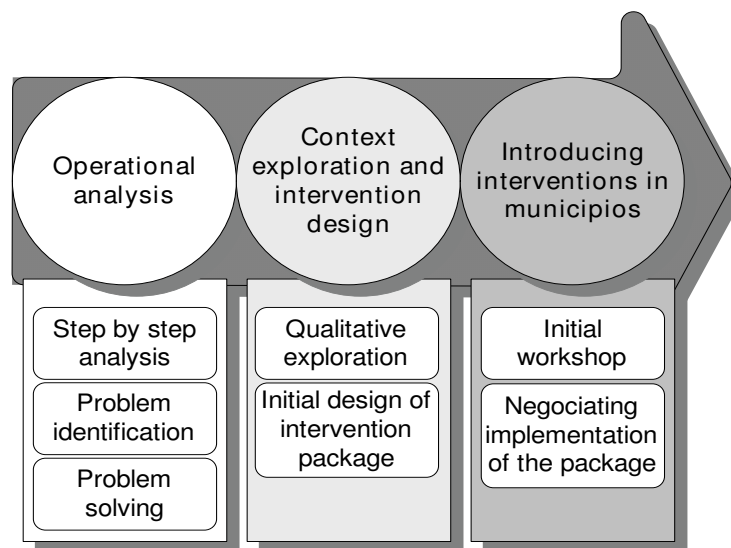 Operational
analysis
Context
exploration and
intervention
design
Introducing
interventions in
municipios
Step by step
analysis
Problem
identification
Problem
solving
Qualitative
exploration
Initial design of
intervention
package
Initial
workshop
Negociating
implementation
of the package